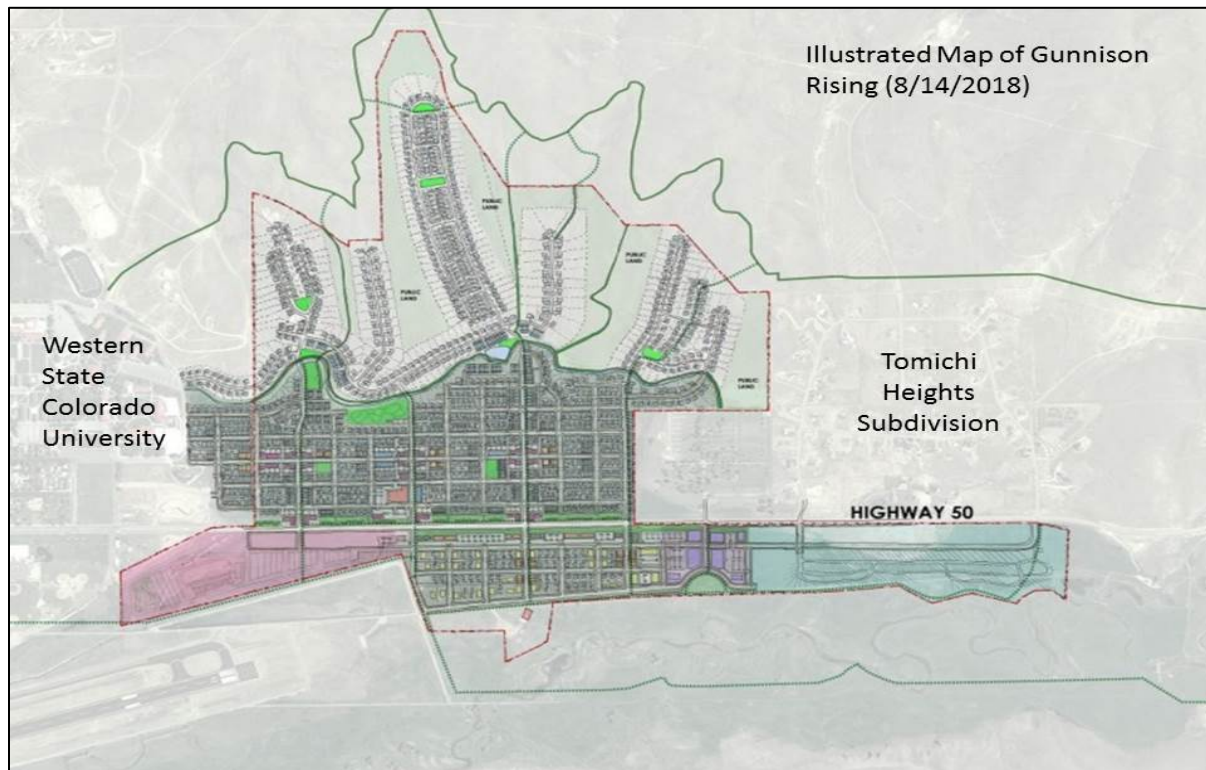 Illustrated Map of Gunnison
Rising (8/14/2018)
PUBLIC
LAND
PUBLIC
LAND
PUBLIC
LAND
Western
State
Colorado
University
Tomichi
Heights
Subdivision
PUBLIC
LAND
HIGHWAY 50